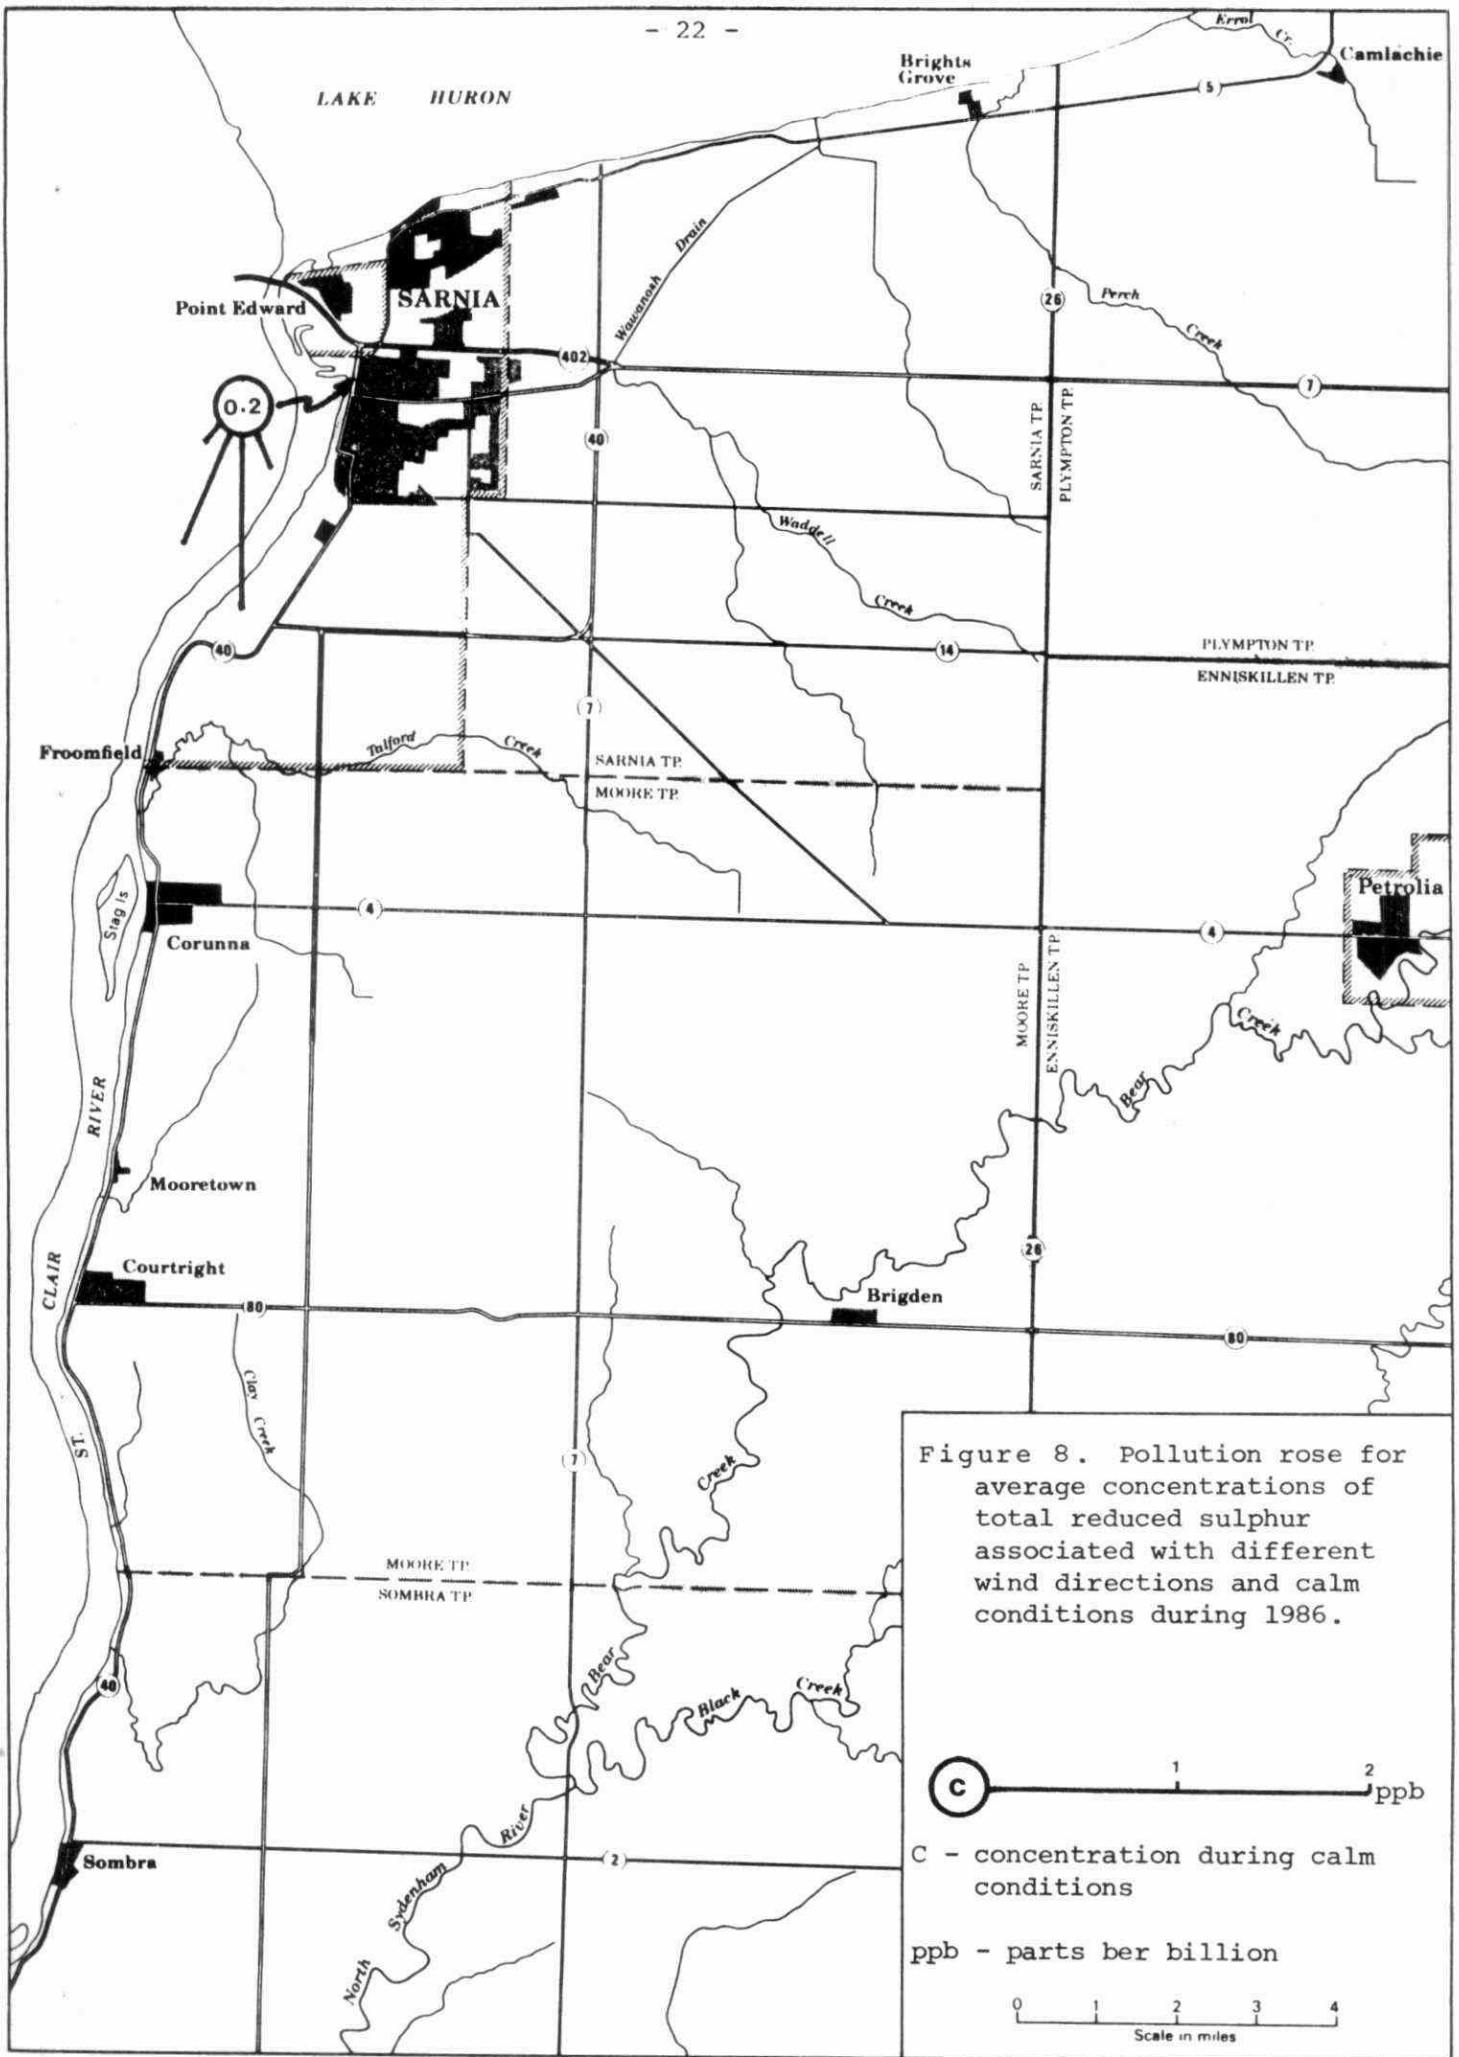 - 22 -
Errol
Cr.
Camlachie
Brights
Grove
5
LAKE HURON
Drain
Wawanosh
Point Edward
SARNIA
26
Perch
Creek
402
7
0.2
40
SARNIA TP.
PLYMPTON TP.
Waddell
Creek
40
14
PLYMPTON TP.
ENNISKILLEN TP.
7
Froomfield
Talford
Creek
SARNIA TP.
MOORE TP.
Stag Is
Petrolia
4
4
Corunna
MOORE TP.
ENNISKILLEN TP.
Creek
Bear
RIVER
Mooretown
CLAIR
Courtright
26
80
Brigden
80
Clay
Creek
ST.
7
Creek
Figure 8. Pollution rose for
average concentrations of
total reduced sulphur
associated with different
wind directions and calm
conditions during 1986.
MOORE TP.
SOMBRA TP.
40
Bear
Black
Creek
1
2
C
ppb
River
2
Sombra
Sydenham
North
C - concentration during calm
conditions
ppb - parts ber billion
0 1 2 3 4
Scale in miles